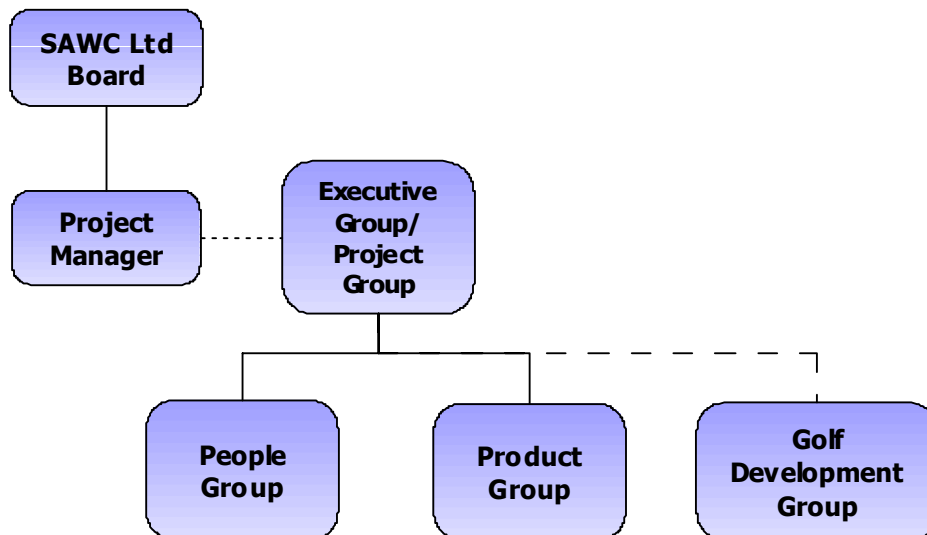 SAWC Ltd
Board
Project
Manager
Executive
Group/
Project
Group
People
Group
Product
Group
Golf
Development
Group